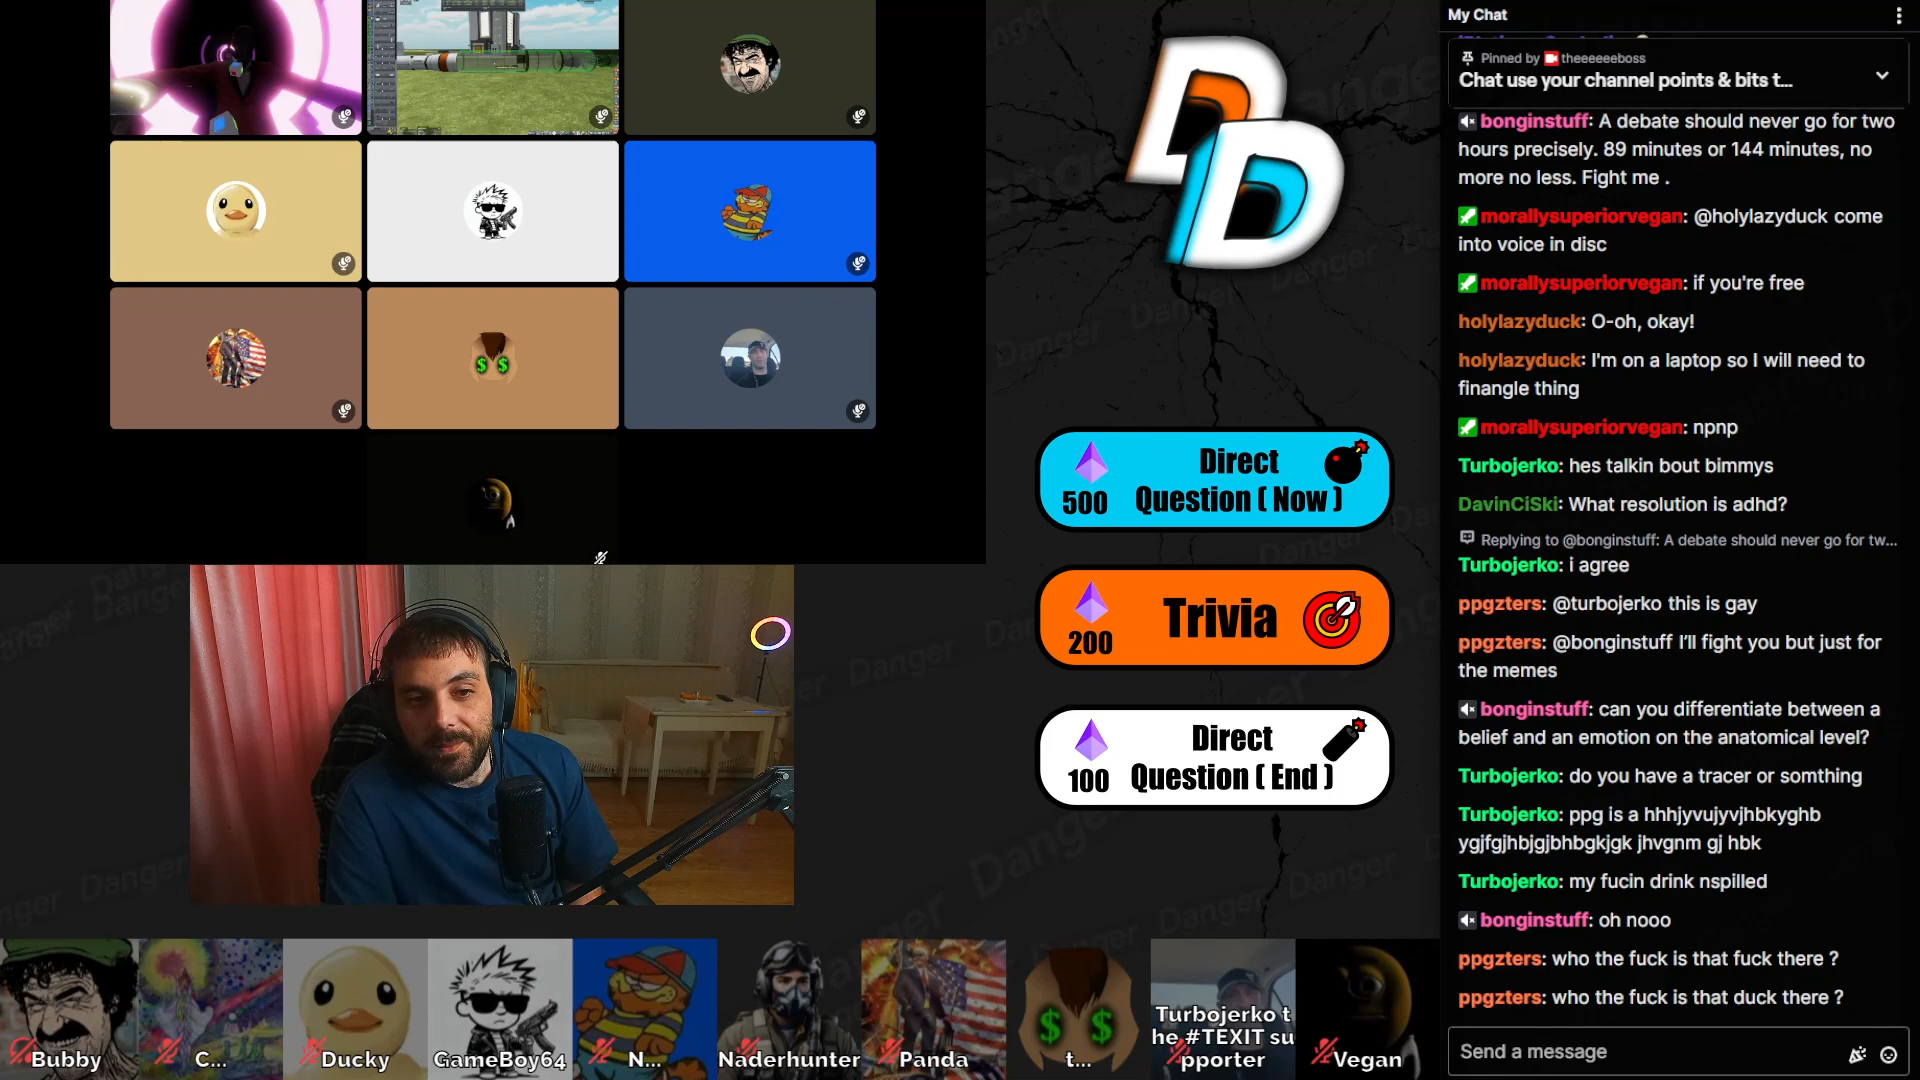 My Chat
Pinned by theeeeeboss
Chat use your channel points & bits t...
bonginstuff: A debate should never go for two
hours precisely. 89 minutes or 144 minutes, no
more no less. Fight me .
morallysuperiorvegan: @holylazyduck come
into voice in disc
morallysuperiorvegan: if you're free
holylazyduck: O-oh, okay!
holylazyduck: I'm on a laptop so I will need to
finangle thing
morallysuperiorvegan: npnp
Turbojerko: hes talkin bout bimmys
DavinCiSki: What resolution is adhd?
Replying to @bonginstuff: A debate should never go for tw...
Turbojerko: i agree
ppgzters: @turbojerko this is gay
ppgzters: @bonginstuff I'll fight you but just for
the memes
bonginstuff: can you differentiate between a
belief and an emotion on the anatomical level?
Turbojerko: do you have a tracer or somthing
Turbojerko: ppg is a hhhjyvujyvjhbkyghb
ygjfgjhbjgjbhbgkjgk jhvgnm gj hbk
Turbojerko: my fucin drink nspilled
bonginstuff: oh nooo
ppgzters: who the fuck is that fuck there ?
ppgzters: who the fuck is that duck there ?
Send a message
DD
500
Direct
Question ( Now )
200
Trivia
100
Direct
Question ( End )
Danger
Bubby
C...
Ducky
GameBoy64
N...
Naderhunter
Panda
t...
Turbojerko t
he #TEXIT su
pporter
Vegan